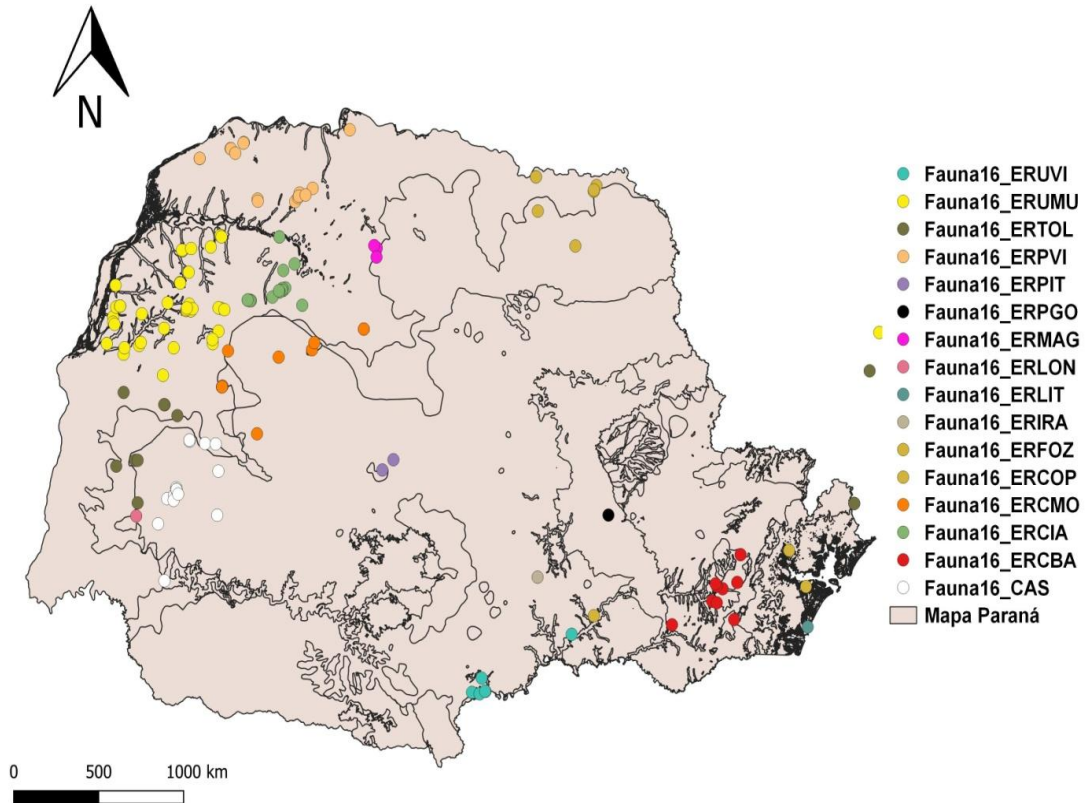 N
Fauna16_ERUVI
Fauna16_ERUMU
Fauna16_ERTOL
Fauna16_ERPVI
Fauna16_ERPIT
Fauna16_ERPGO
Fauna16_ERMAG
Fauna16_ERLON
Fauna16_ERLIT
Fauna16_ERIRA
Fauna16_ERFOZ
Fauna16_ERCOP
Fauna16_ERCMO
Fauna16_ERCIA
Fauna16_ERCBA
Fauna16_CAS
Mapa Paraná
0 500 1000 km